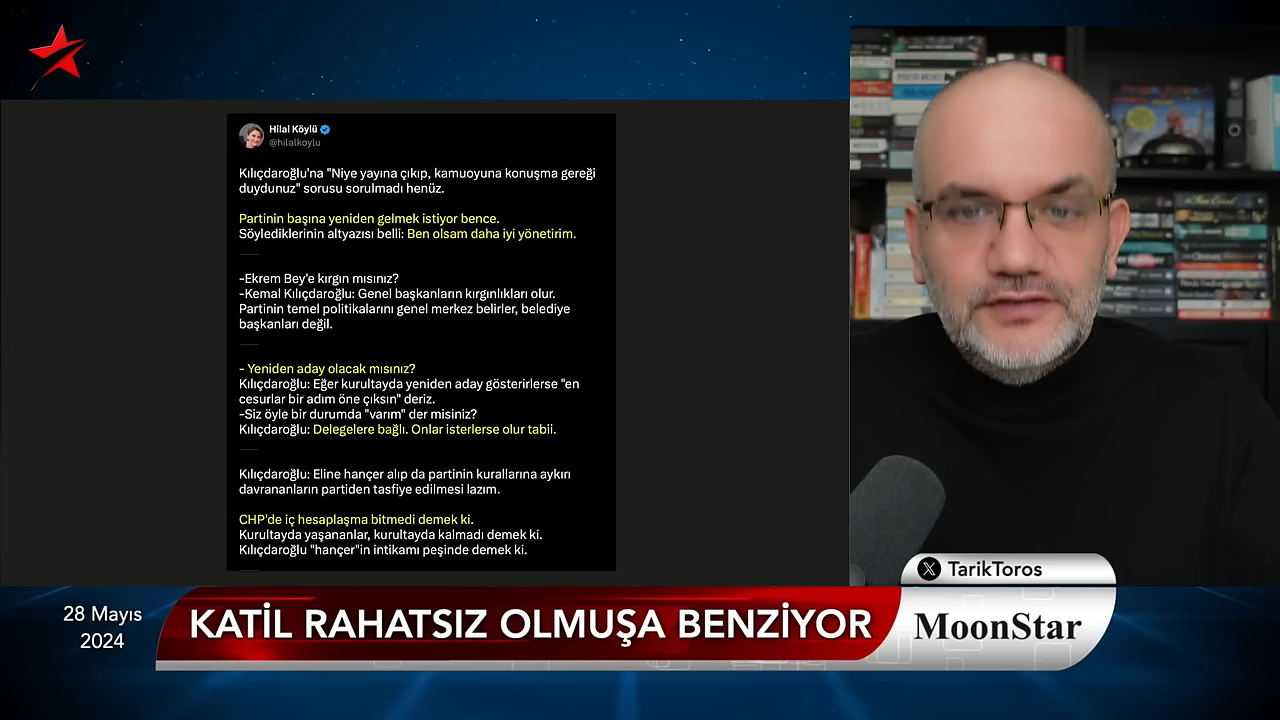 Hilal Köylü
@hilalkoylu
Kılıçdaroğlu'na "Niye yayına çıkıp, kamuoyuna konuşma gereği
duydunuz" sorusu sorulmadı henüz.
Partinin başına yeniden gelmek istiyor bence.
Söylediklerinin altyazısı belli: Ben olsam daha iyi yönetirim.
-Ekrem Bey'e kırgın mısınız?
-Kemal Kılıçdaroğlu: Genel başkanların kırgınlıkları olur.
Partinin temel politikalarını genel merkez belirler, belediye
başkanları değil.
- Yeniden aday olacak mısınız?
Kılıçdaroğlu: Eğer kurultayda yeniden aday gösterirlerse "en
cesurlar bir adım öne çıksın" deriz.
-Siz öyle bir durumda "varım" der misiniz?
Kılıçdaroğlu: Delegelere bağlı. Onlar isterlerse olur tabii.
Kılıçdaroğlu: Eline hançer alıp da partinin kurallarına aykırı
davrananların partiden tasfiye edilmesi lazım.
CHP'de iç hesaplaşma bitmedi demek ki.
Kurultayda yaşananlar, kurultayda kalmadı demek ki.
Kılıçdaroğlu "hançer"in intikamı peşinde demek ki.
X TarikToros
28 Mayıs
2024
KATİL RAHATSIZ OLMUŞA BENZİYOR
MoonStar